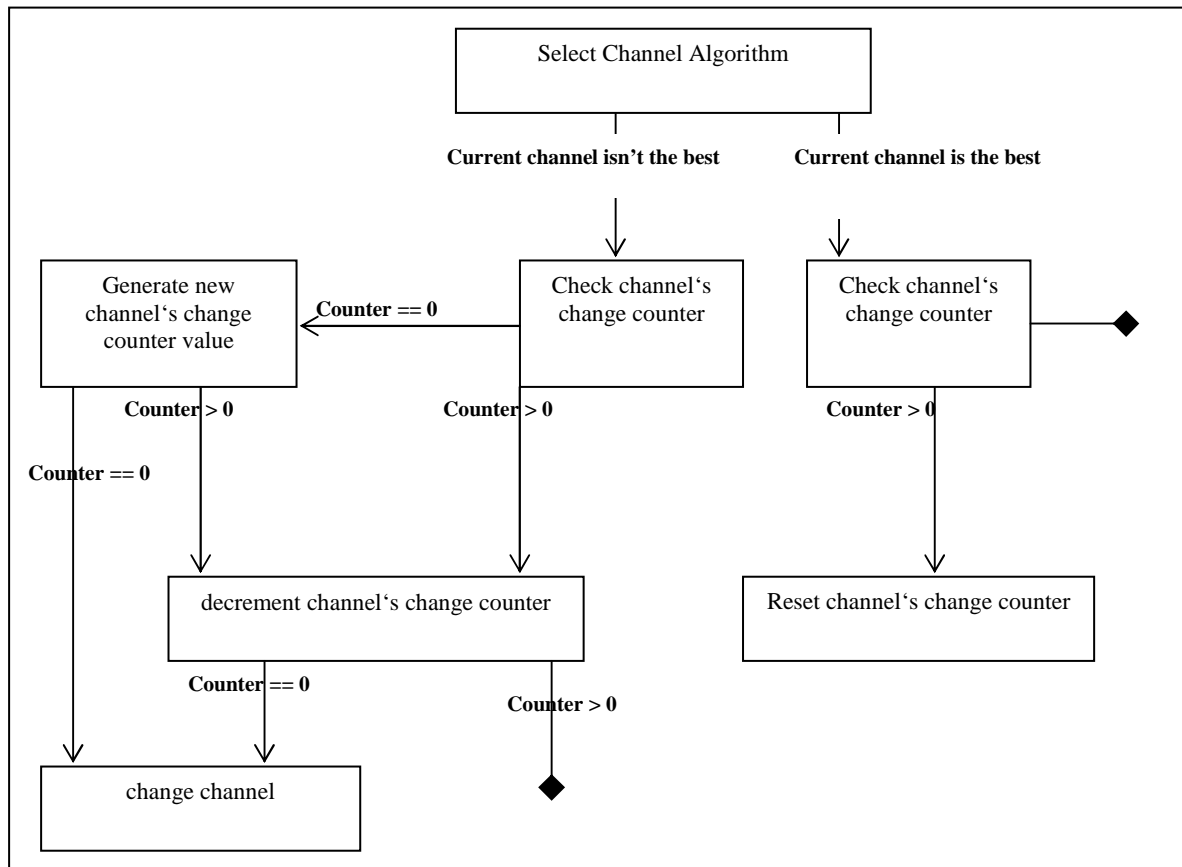 Select Channel Algorithm
Current channel isn’t the best
Current channel is the best
Generate new
channel‘s change
counter value
Counter == 0
Check channel‘s
change counter
Check channel‘s
change counter
Counter > 0
Counter > 0
Counter > 0
Counter == 0
decrement channel‘s change counter
Reset channel‘s change counter
Counter == 0
Counter > 0
change channel